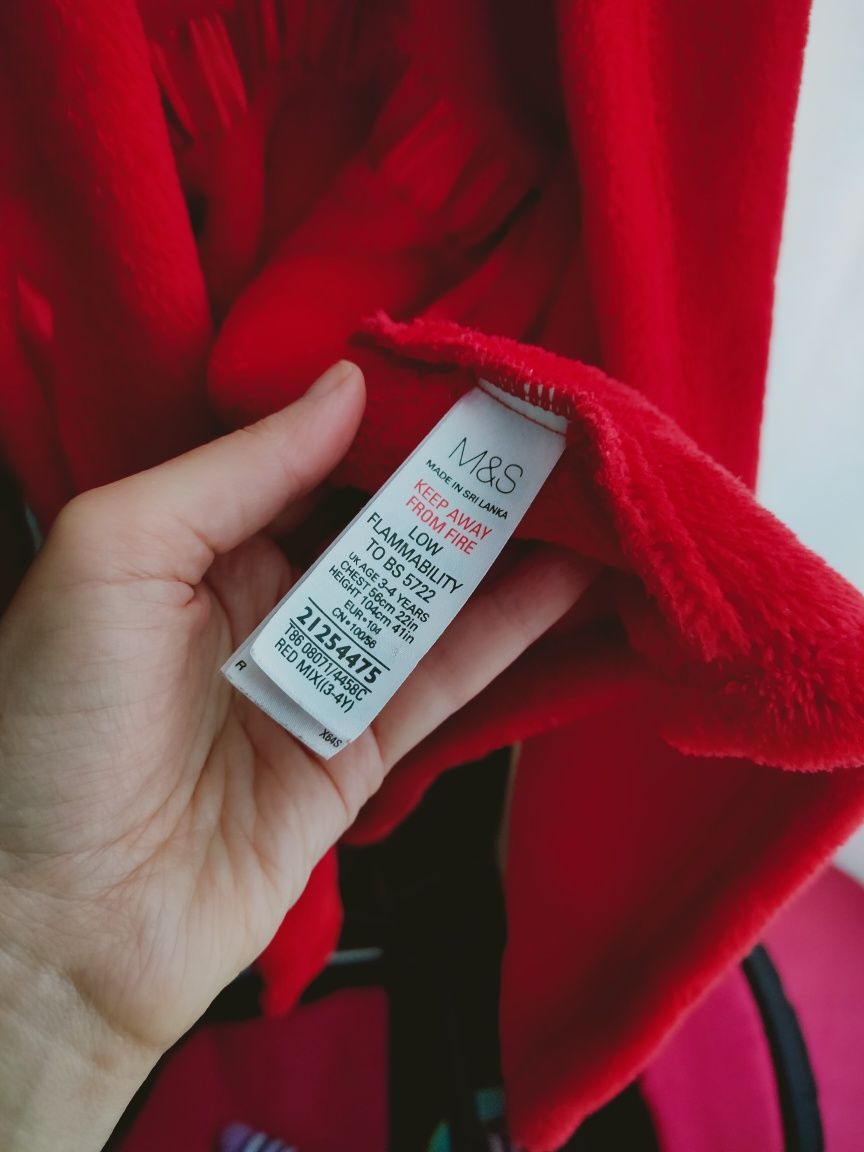 M&S
MADE IN SRI LANKA
KEEP AWAY
FROM FIRE
LOW
FLAMMABILITY
TO BS 5722
UK AGE 3-4 YEARS
CHEST 56cm 22in
HEIGHT 104cm 41in
EUR•104
CN•100/56
21254475
T86 08071/4458C
RED MIX((3-4Y)
R
X64S